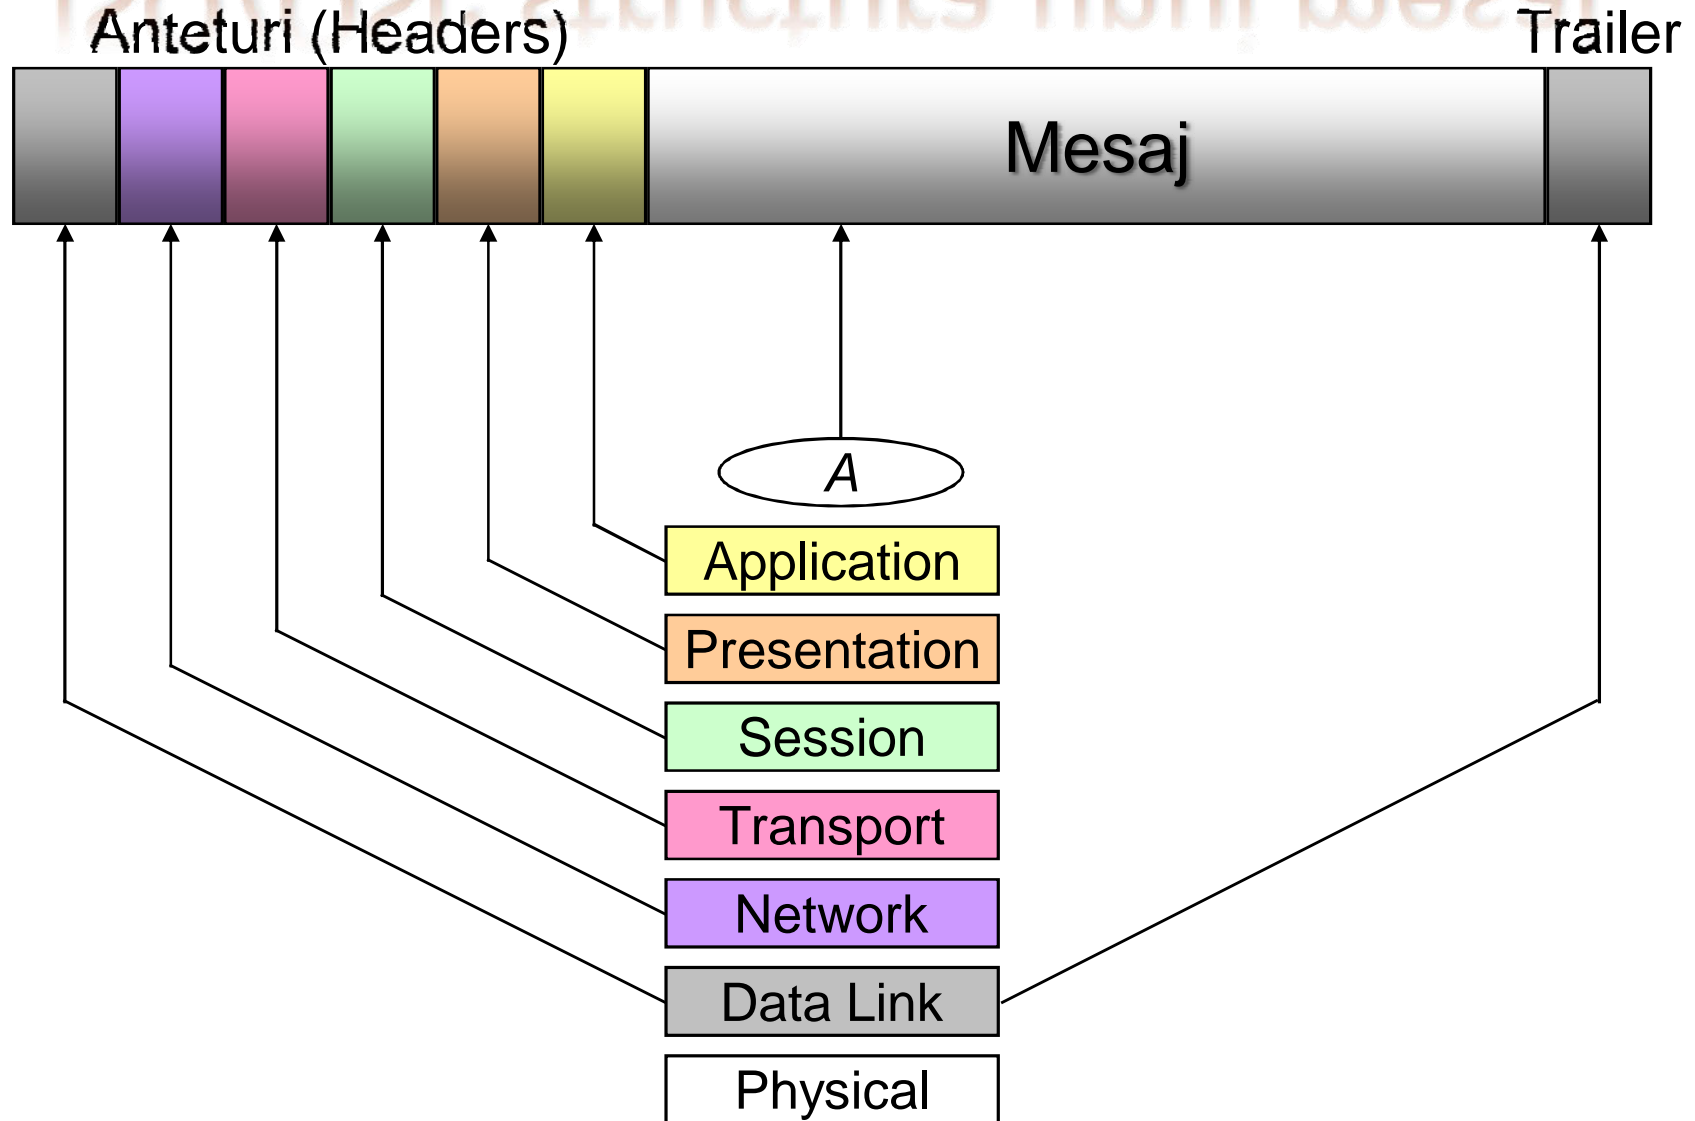 Anteturi (Headers)
Trailer
Mesaj
A
Application
Presentation
Session
Transport
Network
Data Link
Physical